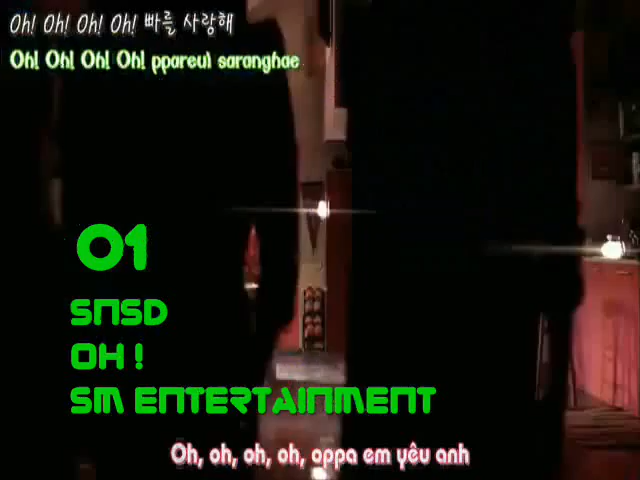 Oh! Oh! Oh! Oh! 빠를 사랑해
Oh! Oh! Oh! Oh! ppareul saranghae
01
SNSD
OH !
SM ENTERTAINMENT
Oh, oh, oh, oh, oppa em yêu anh